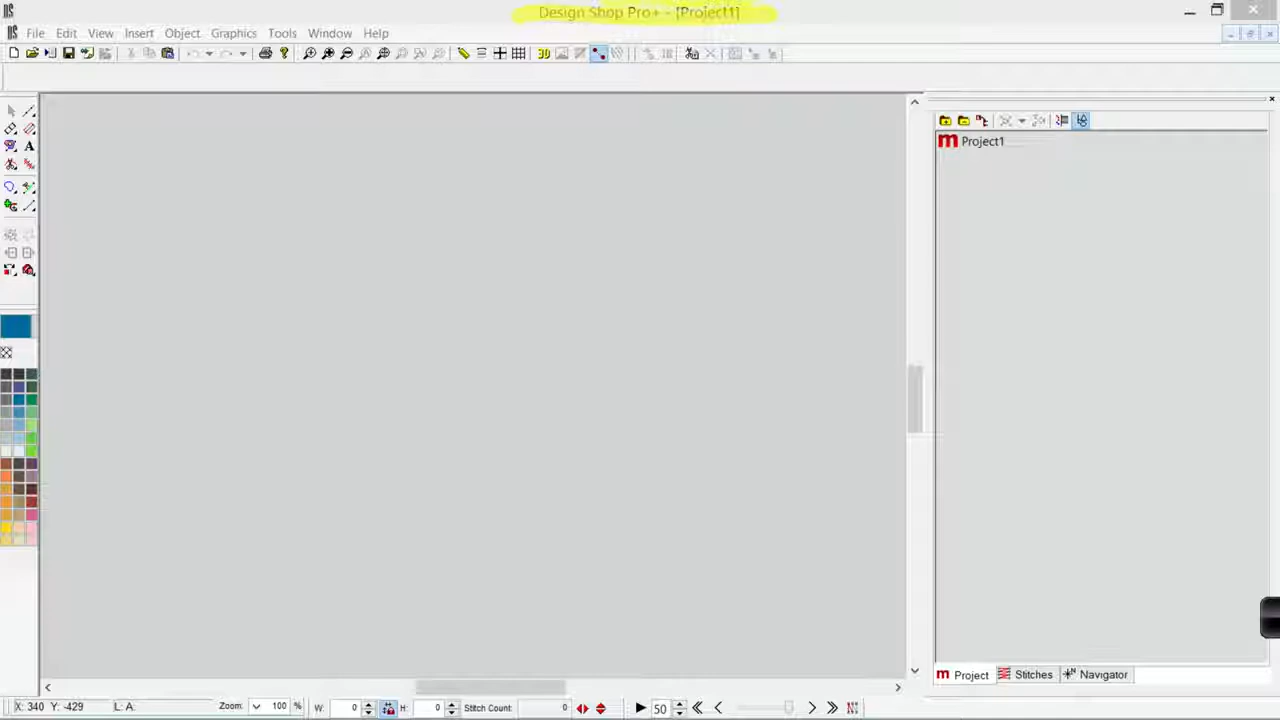 Design Shop Pro+ - [Project1]
File Edit View Insert Object Graphics Tools Window Help
3D
A
m Project1
m Project Stitches N Navigator
X: 340 Y: -429 L: A: Zoom: 100 % W: 0 H: 0 Stitch Count: 0 50